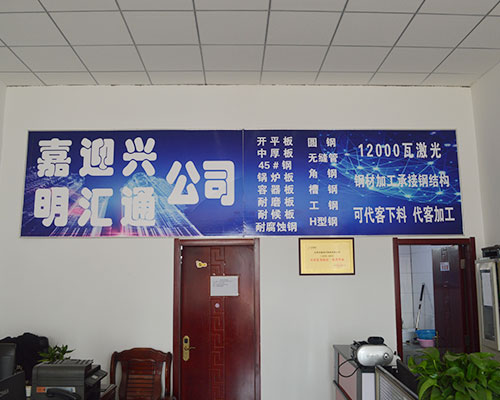 嘉迎兴
明汇通
公司
开平板
中厚板
45#钢
锅炉板
容器板
耐磨板
耐候板
耐腐蚀钢
圆钢
无缝管
角钢
槽钢
工钢
H型钢
12000瓦激光
钢材加工承接钢结构
可代客下料 代客加工